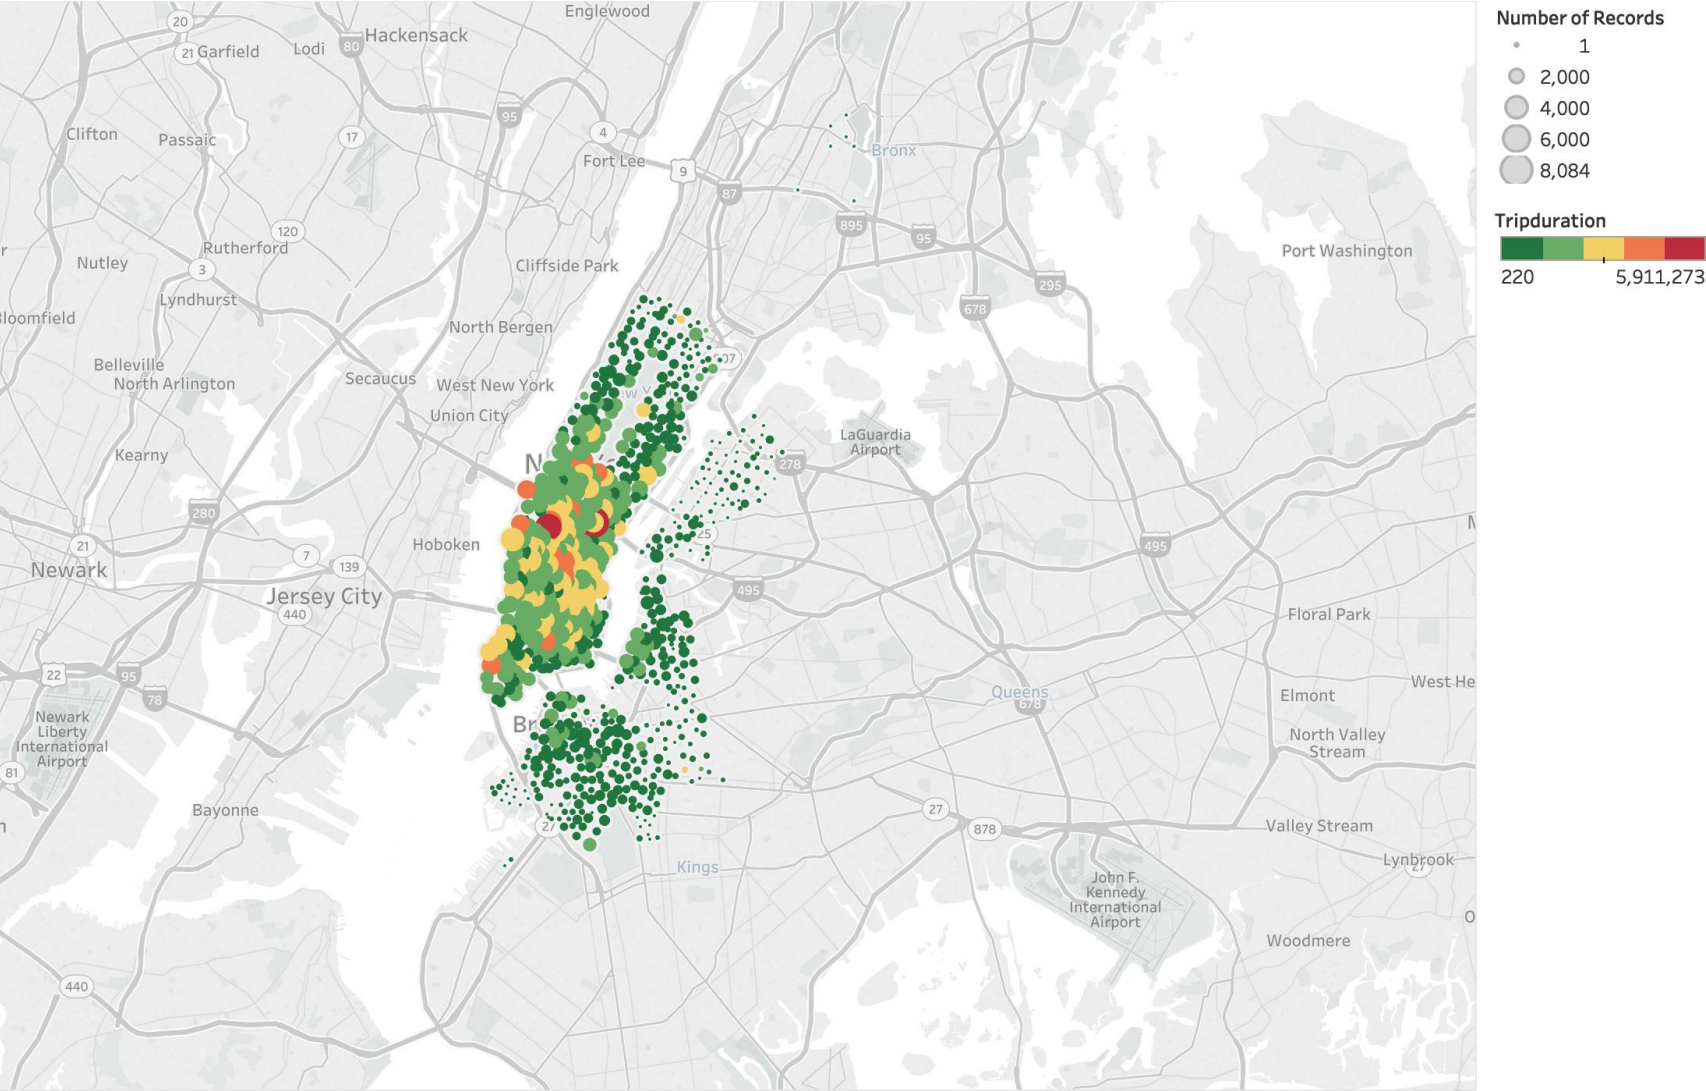 Englewood
20
Hackensack
80
21
Garfield
Lodi
95
17
4
Clifton
Passaic
Fort Lee
9
87
Bronx
895
95
120
Rutherford
Nutley
3
Cliffside Park
Port Washington
295
678
Lyndhurst
loomfield
North Bergen
Belleville
North Arlington
Secaucus
West New York
Union City
LaGuardia
Airport
Kearny
278
280
21
7
139
Hoboken
25
495
Newark
Jersey City
440
495
Floral Park
22
95
78
Queens
678
West He
Elmont
Newark
Liberty
International
Airport
Br
North Valley
Stream
81
Bayonne
27
27
878
Valley Stream
Kings
Lynbrook
27
John F.
Kennedy
International
Airport
Woodmere
440
Number of Records
1
2,000
4,000
6,000
8,084
Tripduration
220
5,911,273